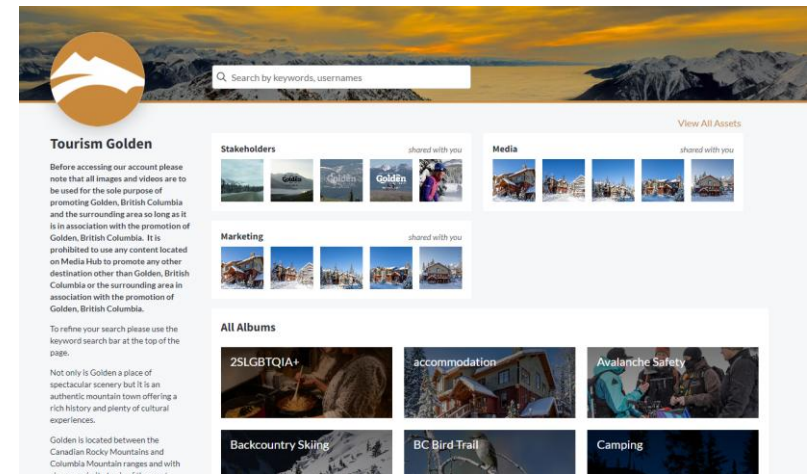 Search by keywords, usernames
View All Assets
Tourism Golden
Before accessing our account please
note that all images and videos are to
be used for the sole purpose of
promoting Golden, British Columbia
and the surrounding area so long as it
is in association with the promotion of
Golden, British Columbia. It is
prohibited to use any content located
on Media Hub to promote any other
destination other than Golden, British
Columbia or the surrounding area in
association with the promotion of
Golden, British Columbia.
To refine your search please use the
keyword search bar at the top of the
page.
Not only is Golden a place of
spectacular scenery but it is an
authentic mountain town offering a
rich history and plenty of cultural
experiences.
Golden is located between the
Canadian Rocky Mountains and
Columbia Mountain ranges and with
Stakeholders
shared with you
Golden
Golden
Golden
Media
shared with you
Marketing
shared with you
All Albums
2SLGBTQIA+
accommodation
Avalanche Safety
Backcountry Skiing
BC Bird Trail
Camping